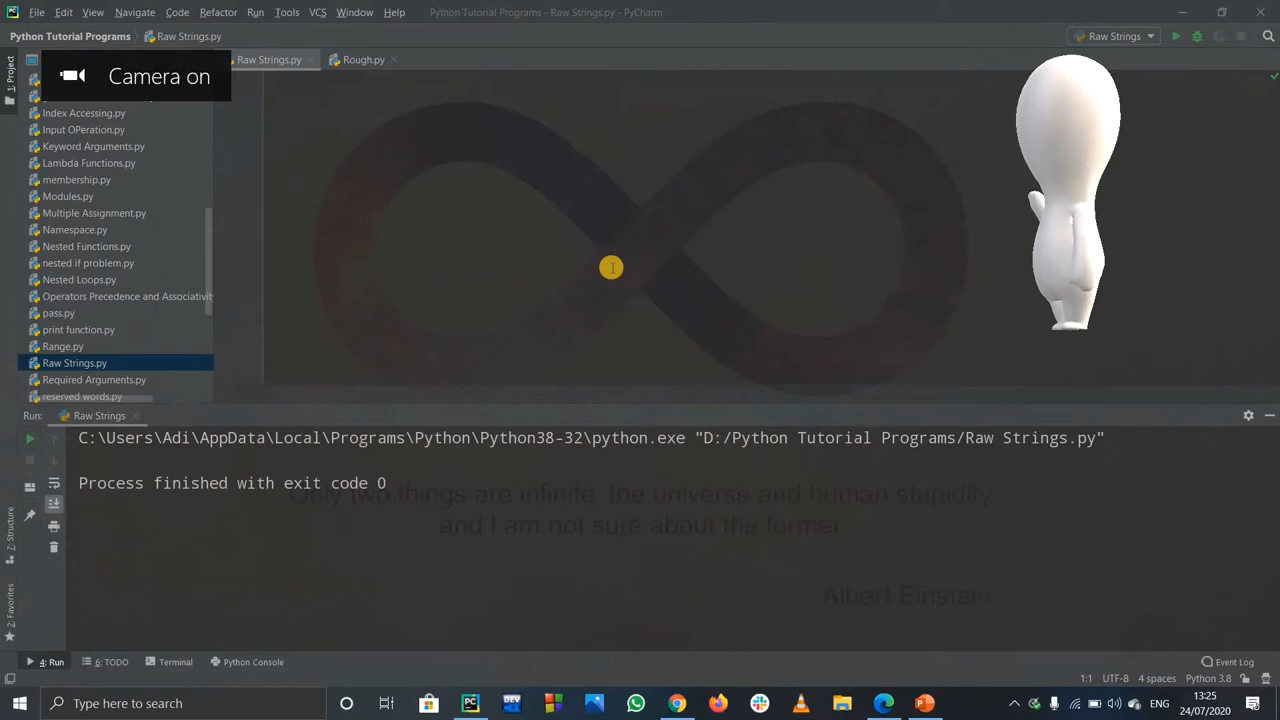 File Edit View Navigate Code Refactor Run Tools VCS Window Help Python Tutorial Programs - Raw Strings.py - PyCharm
Python Tutorial Programs Raw Strings.py Raw Strings
Camera on
1: Project
Raw Strings.py Rough.py
Index Accessing.py
Input OPeration.py
Keyword Arguments.py
Lambda Functions.py
membership.py
Modules.py
Multiple Assignment.py
Namespace.py
Nested Functions.py
nested if problem.py
Nested Loops.py
Operators Precedence and Associativity
pass.py
print function.py
Range.py
Raw Strings.py
Required Arguments.py
reserved words.py
Run: Raw Strings
C:\Users\Adi\AppData\Local\Programs\Python\Python38-32\python.exe "D:/Python Tutorial Programs/Raw Strings.py"
Process finished with exit code 0
Only two things are infinite, the universe and human stupidity
and I am not sure about the former
Albert Einstein
7: Structure
2: Favorites
4: Run 6: TODO Terminal Python Console Event Log
1:1 UTF-8 4 spaces Python 3.8
Type here to search
ENG
13:25
24/07/2020